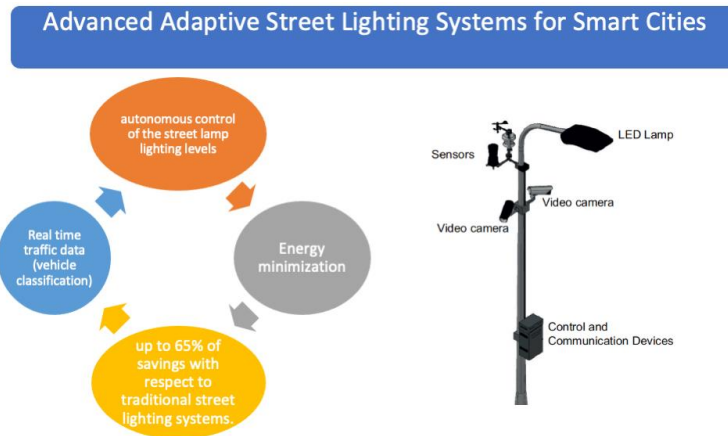 Advanced Adaptive Street Lighting Systems for Smart Cities
autonomous control
of the street lamp
lighting levels
Real time
traffic data
(vehicle
classification)
Energy
minimization
up to 65% of
savings with
respect to
traditional street
lighting systems.
LED Lamp
Sensors
Video camera
Video camera
Control and
Communication Devices